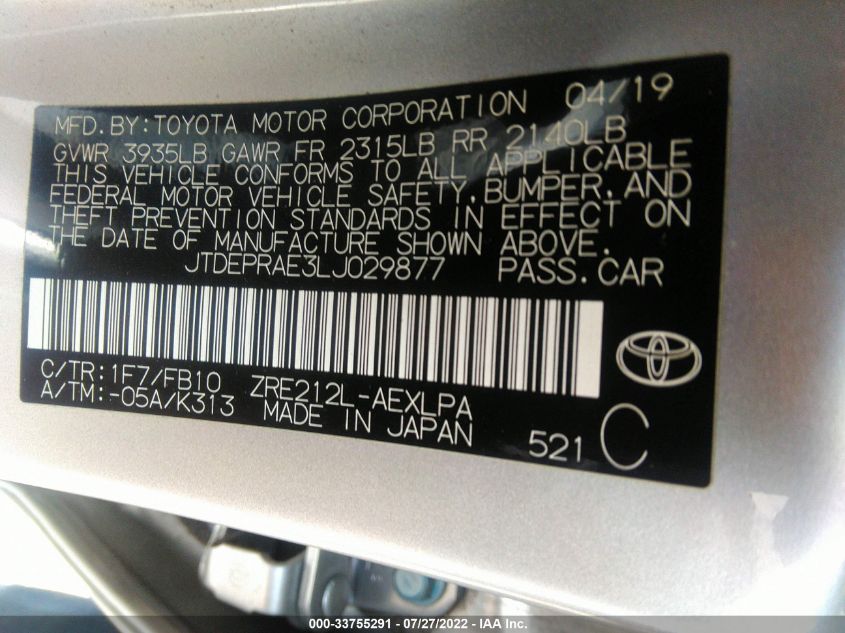 MFD.BY:TOYOTA MOTOR CORPORATION 04/19
GVWR 3935LB GAWR FR 2315LB RR 2140LB
THIS VEHICLE CONFORMS TO ALL APPLICABLE
FEDERAL MOTOR VEHICLE SAFETY,BUMPER,AND
THEFT PREVENTION STANDARDS IN EFFECT ON
THE DATE OF MANUFACTURE SHOWN ABOVE.
JTDEPRAE3LJ029877 PASS.CAR
C/TR:1F7/FB10 ZRE212L-AEXLPA
A/TM:-05A/K313 MADE IN JAPAN
521 C
000-33755291 / 07/27/2022 - IAA Inc.